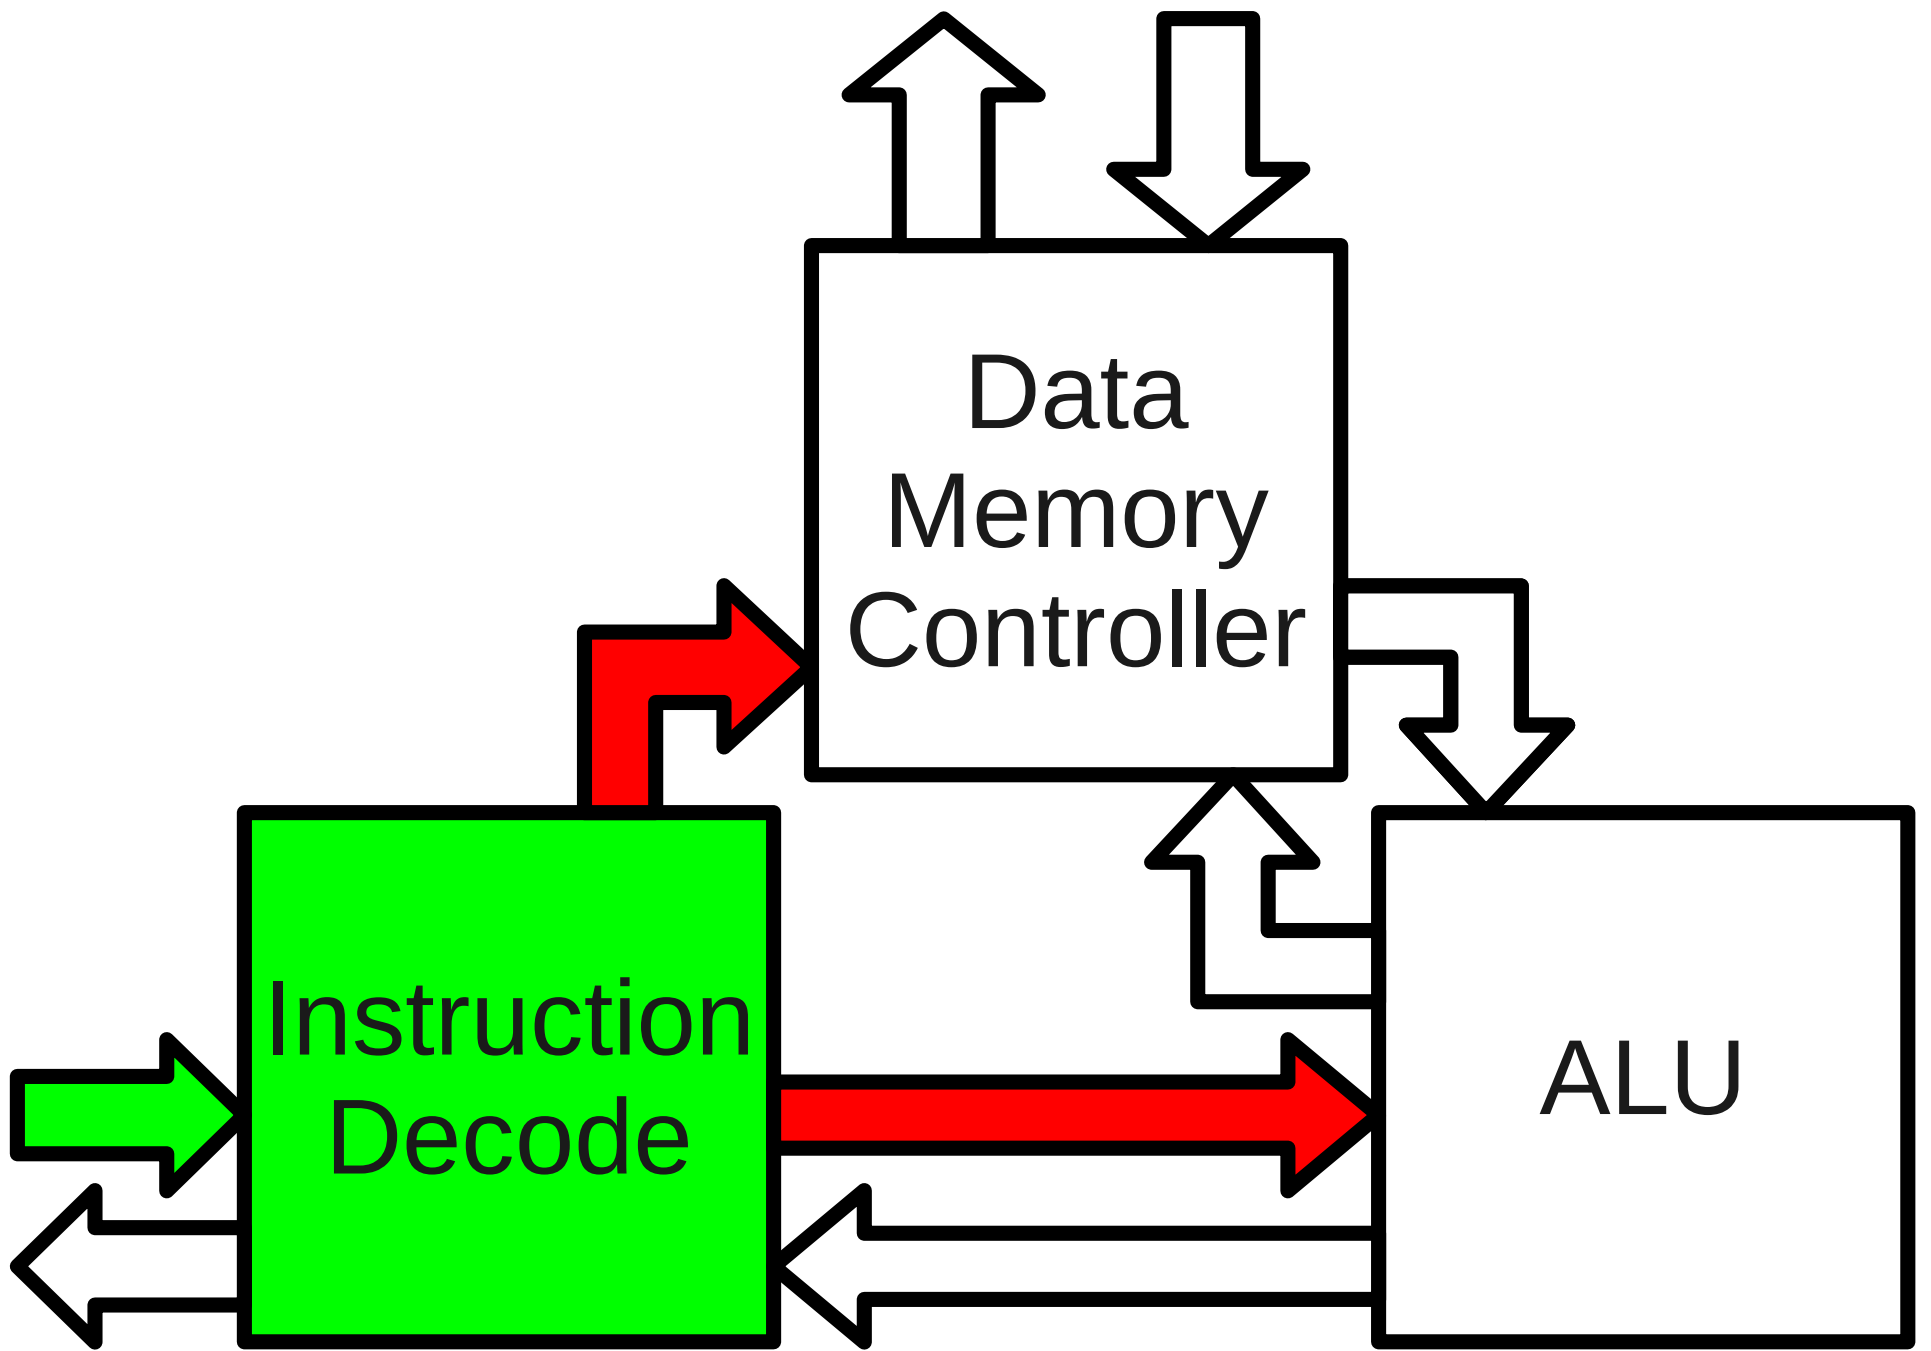 Data
Memory
Controller
Instruction
Decode
ALU